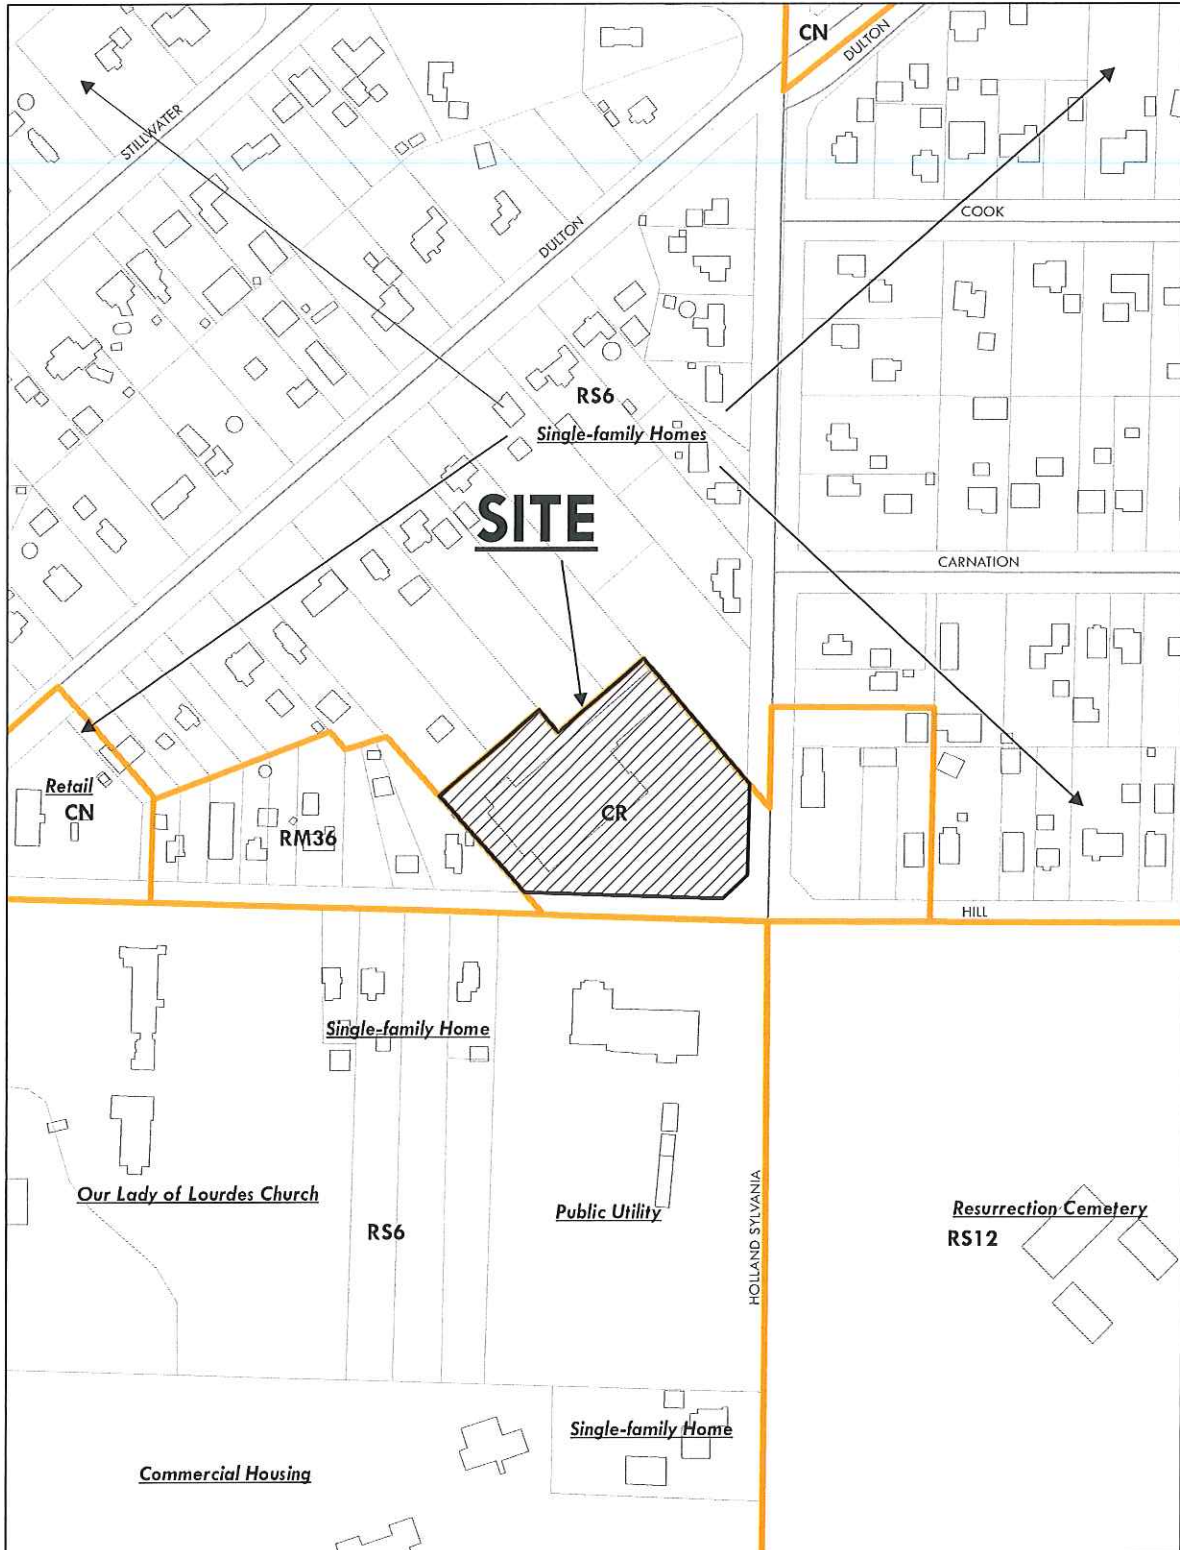 CN
DULTON
STILLWATER
COOK
DULTON
RS6
Single-family Homes
SITE
CARNATION
Retail
CN
RM36
CR
HILL
Single-family Home
Our Lady of Lourdes Church
RS6
Public Utility
HOLLAND SYLVANIA
Resurrection Cemetery
RS12
Single-family Home
Commercial Housing